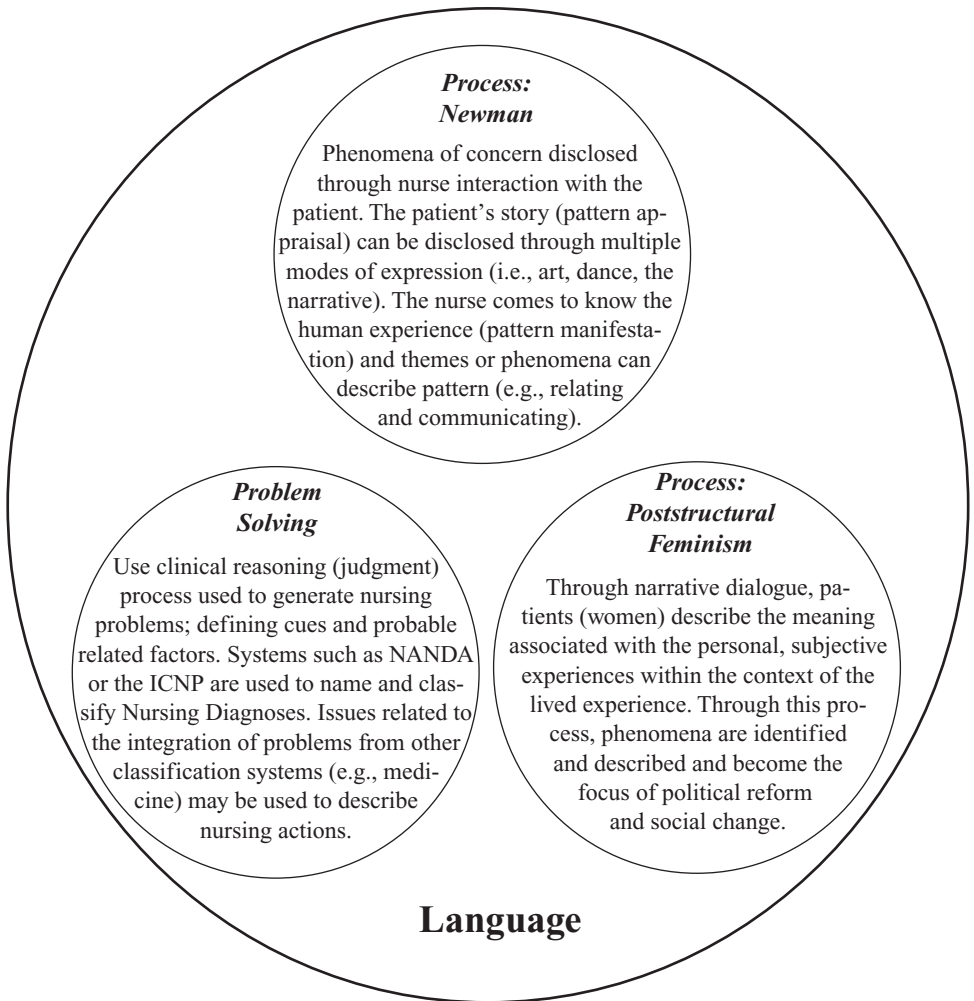 Process:
Newman
Phenomena of concern disclosed
through nurse interaction with the
patient. The patient’s story (pattern ap-
praisal) can be disclosed through multiple
modes of expression (i.e., art, dance, the
narrative). The nurse comes to know the
human experience (pattern manifesta-
tion) and themes or phenomena can
describe pattern (e.g., relating
and communicating).
Problem
Solving
Use clinical reasoning (judgment)
process used to generate nursing
problems; defining cues and probable
related factors. Systems such as NANDA
or the ICNP are used to name and clas-
sify Nursing Diagnoses. Issues related to
the integration of problems from other
classification systems (e.g., medi-
cine) may be used to describe
nursing actions.
Process:
Poststructural
Feminism
Through narrative dialogue, pa-
tients (women) describe the meaning
associated with the personal, subjective
experiences within the context of the
lived experience. Through this pro-
cess, phenomena are identified
and described and become the
focus of political reform
and social change.
Language